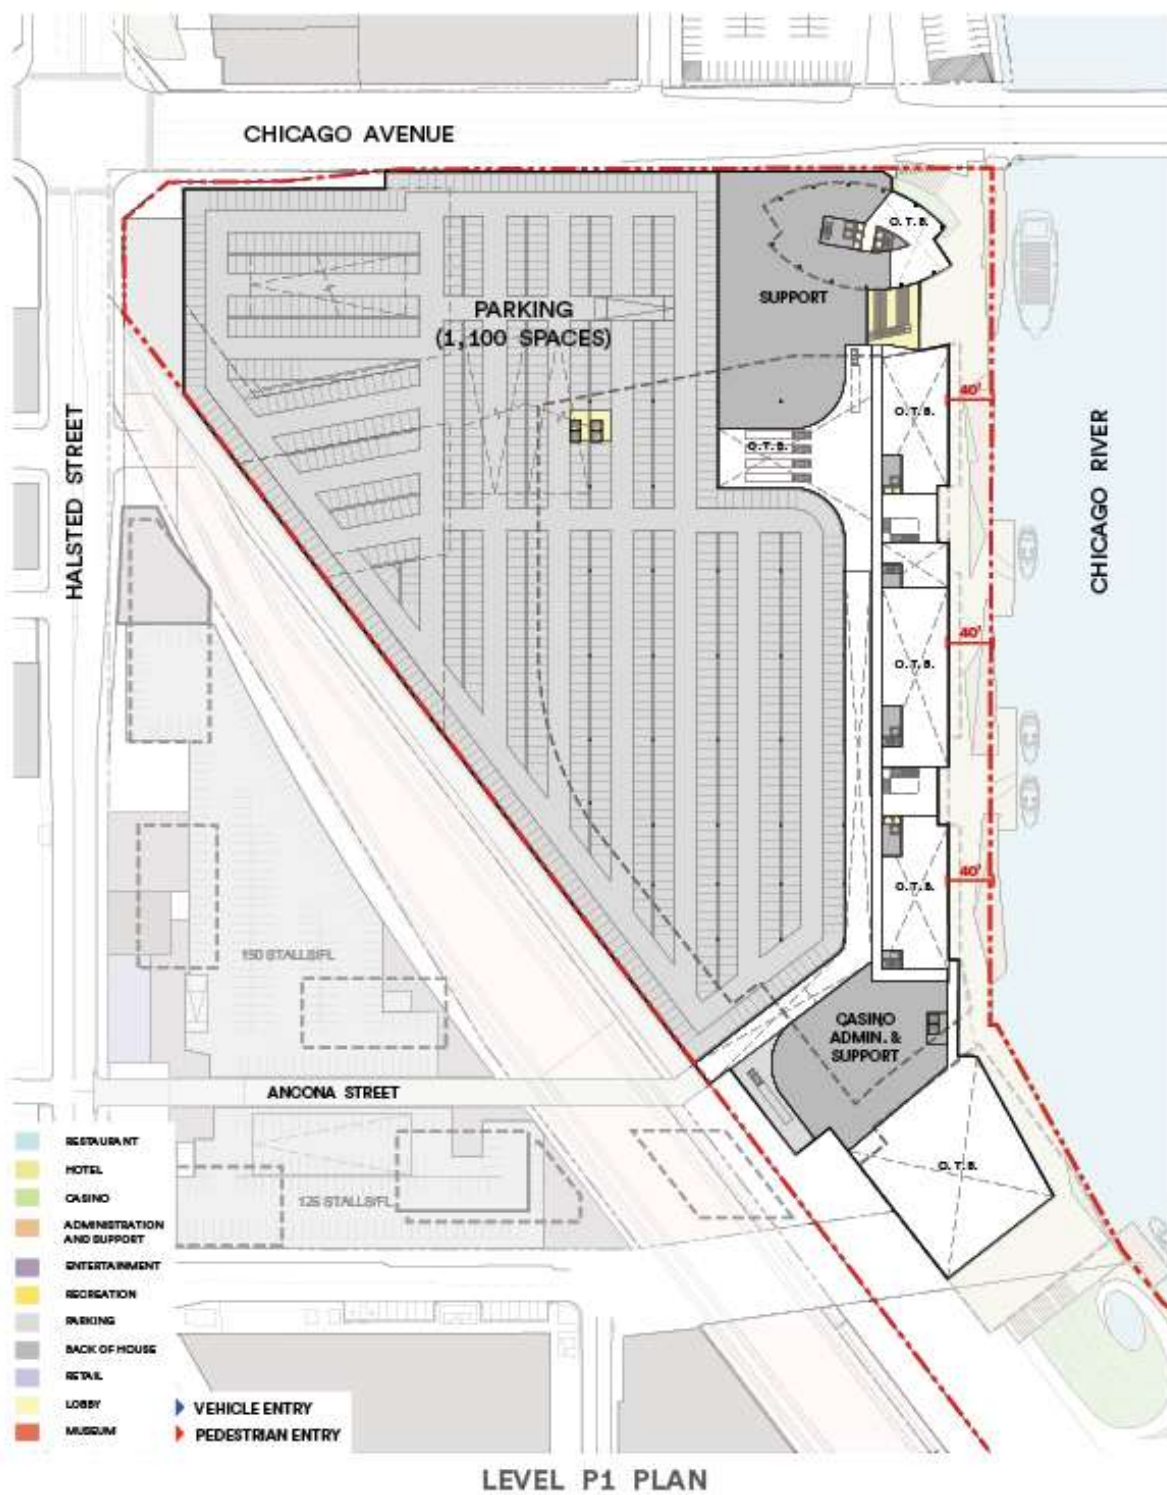 CHICAGO AVENUE
O.T.B.
SUPPORT
PARKING
(1,100 SPACES)
40'
O.T.B.
O.T.B.
HALSTED STREET
CHICAGO RIVER
40'
O.T.B.
40'
O.T.B.
150 STALLS/FL
CASINO
ADMIN. &
SUPPORT
ANCONA STREET
O.T.B.
125 STALLS/FL
RESTAURANT
HOTEL
CASINO
ADMINISTRATION
AND SUPPORT
ENTERTAINMENT
RECREATION
PARKING
BACK OF HOUSE
RETAIL
LOBBY
MUSEUM
VEHICLE ENTRY
PEDESTRIAN ENTRY
LEVEL P1 PLAN